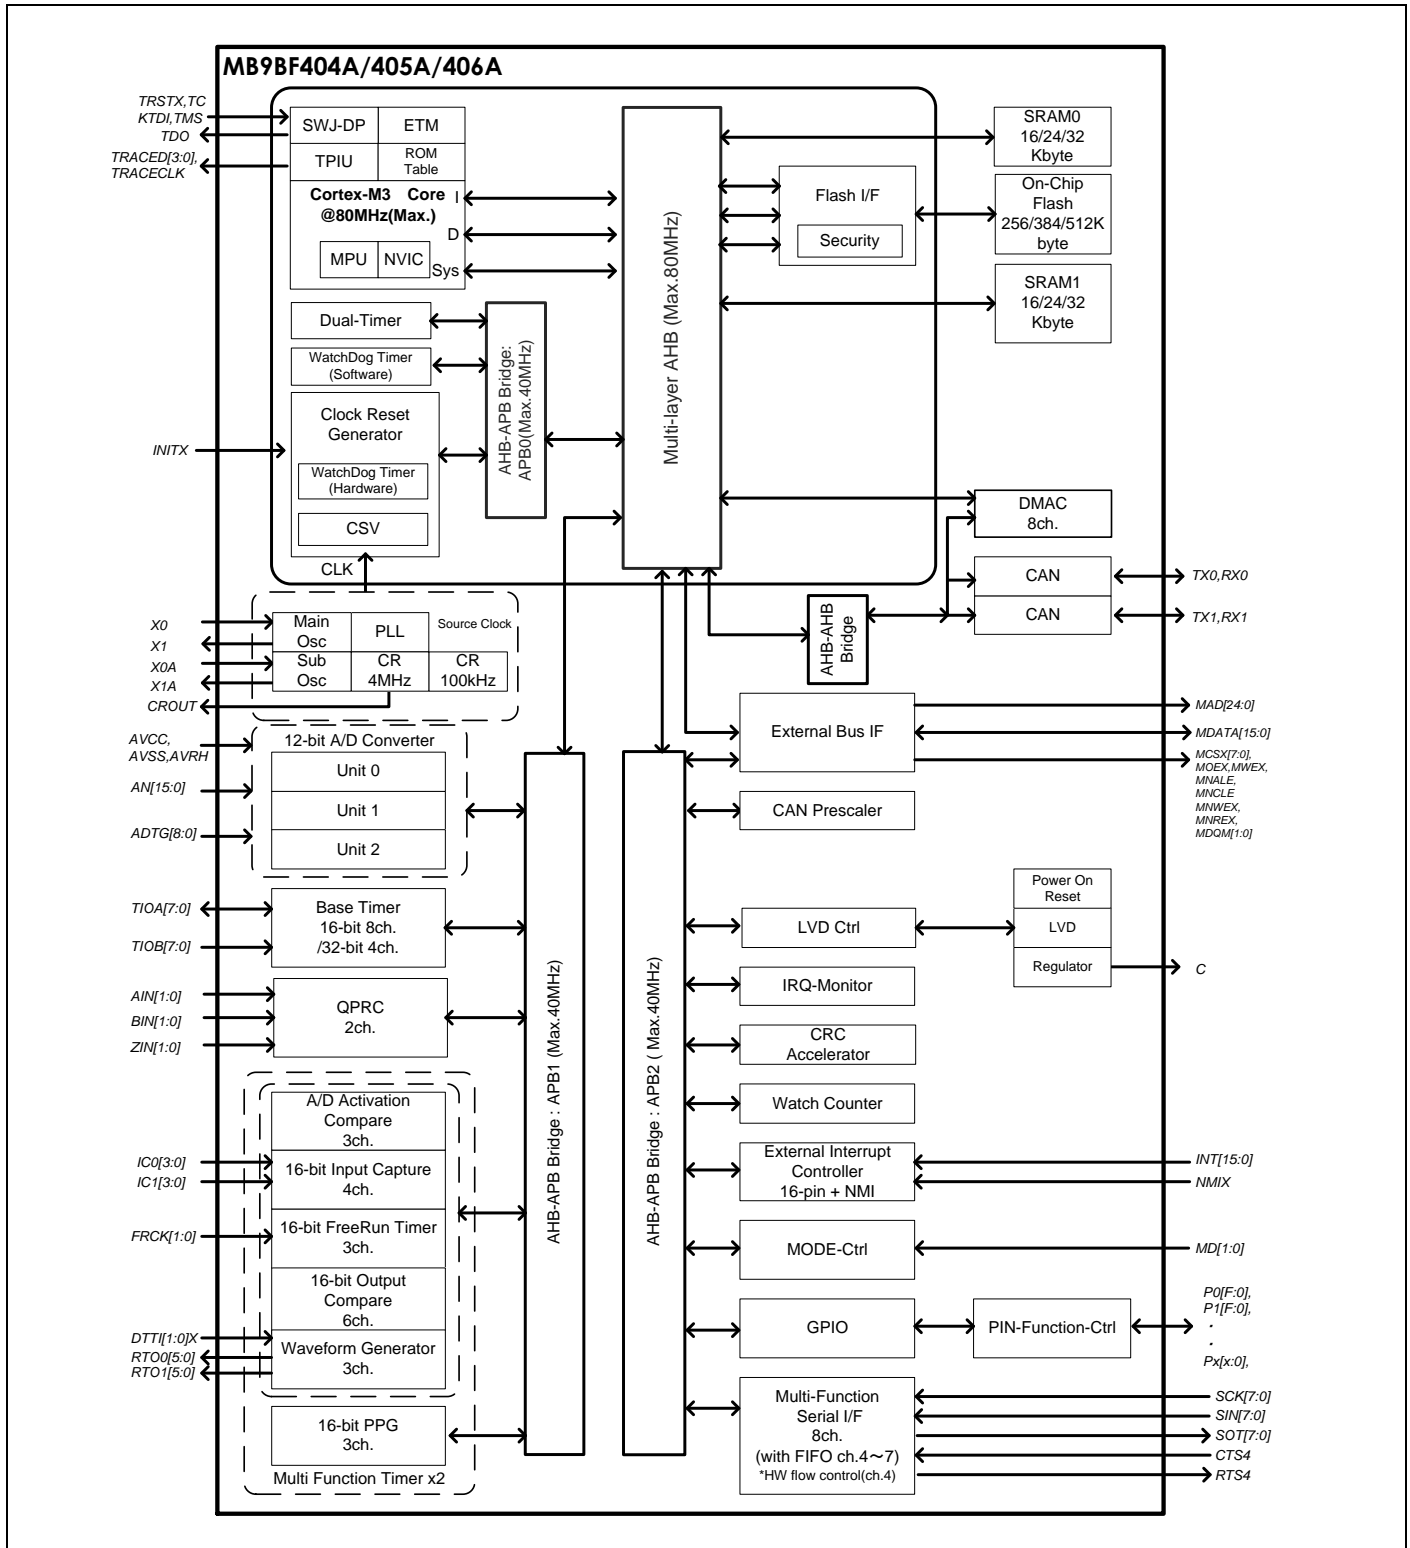 MB9BF404A/405A/406A
TRSTX,TC
KTDI,TMS
TDO
TRACED[3:0],
TRACECLK
SWJ-DP
ETM
TPIU
ROM
Table
Cortex-M3 Core
@80MHz(Max.)
I
D
Sys
MPU
NVIC
Dual-Timer
WatchDog Timer
(Software)
Clock Reset
Generator
WatchDog Timer
(Hardware)
CSV
CLK
INITX
AHB-APB Bridge:
APB0(Max.40MHz)
Multi-layer AHB (Max.80MHz)
Flash I/F
Security
SRAM0
16/24/32
Kbyte
On-Chip
Flash
256/384/512K
byte
SRAM1
16/24/32
Kbyte
DMAC
8ch.
CAN
TX0,RX0
CAN
TX1,RX1
AHB-AHB
Bridge
X0
X1
X0A
X1A
CROUT
Main
Osc
PLL
Source Clock
Sub
Osc
CR
4MHz
CR
100kHz
AVCC,
AVSS,AVRH
AN[15:0]
ADTG[8:0]
12-bit A/D Converter
Unit 0
Unit 1
Unit 2
TIOA[7:0]
TIOB[7:0]
Base Timer
16-bit 8ch.
/32-bit 4ch.
AIN[1:0]
BIN[1:0]
ZIN[1:0]
QPRC
2ch.
A/D Activation
Compare
3ch.
IC0[3:0]
IC1[3:0]
16-bit Input Capture
4ch.
FRCK[1:0]
16-bit FreeRun Timer
3ch.
16-bit Output
Compare
6ch.
DTTI[1:0]X
RTO0[5:0]
RTO1[5:0]
Waveform Generator
3ch.
16-bit PPG
3ch.
Multi Function Timer x2
AHB-APB Bridge : APB1 (Max.40MHz)
AHB-APB Bridge : APB2 ( Max.40MHz)
External Bus IF
MAD[24:0]
MDATA[15:0]
MCSX[7:0],
MOEX,MWEX,
MNALE,
MNCLE
MNWEX,
MNREX,
MDQM[1:0]
CAN Prescaler
LVD Ctrl
Power On
Reset
LVD
Regulator
C
IRQ-Monitor
CRC
Accelerator
Watch Counter
External Interrupt
Controller
16-pin + NMI
INT[15:0]
NMIX
MODE-Ctrl
MD[1:0]
GPIO
PIN-Function-Ctrl
P0[F:0],
P1[F:0],
・
・
Px[x:0],
Multi-Function
Serial I/F
8ch.
(with FIFO ch.4～7)
*HW flow control(ch.4)
SCK[7:0]
SIN[7:0]
SOT[7:0]
CTS4
RTS4